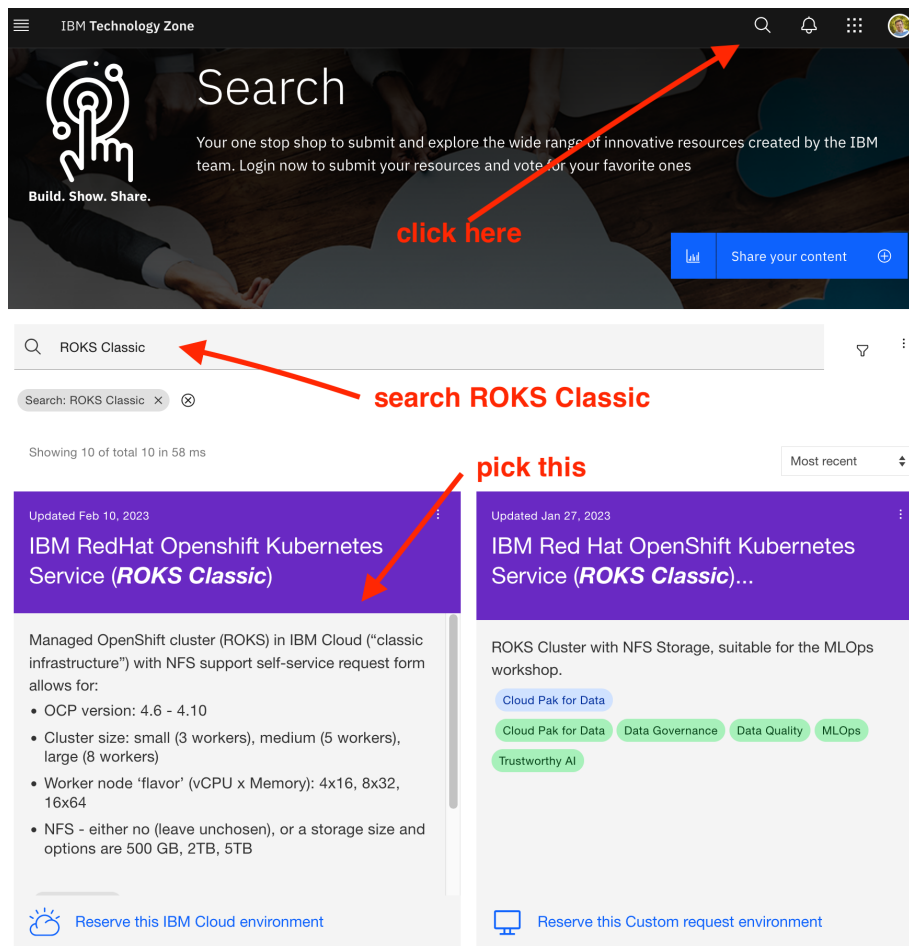 IBM Technology Zone
Search
Your one stop shop to submit and explore the wide range of innovative resources created by the IBM
team. Login now to submit your resources and vote for your favorite ones
Build. Show. Share.
click here
Share your content
ROKS Classic
search ROKS Classic
Search: ROKS Classic
Showing 10 of total 10 in 58 ms
pick this
Most recent
Updated Feb 10, 2023
IBM RedHat Openshift Kubernetes
Service (ROKS Classic)
Managed OpenShift cluster (ROKS) in IBM Cloud (“classic
infrastructure”) with NFS support self-service request form
allows for:
• OCP version: 4.6 - 4.10
• Cluster size: small (3 workers), medium (5 workers),
large (8 workers)
• Worker node ‘flavor’ (vCPU x Memory): 4x16, 8x32,
16x64
• NFS - either no (leave unchosen), or a storage size and
options are 500 GB, 2TB, 5TB
Reserve this IBM Cloud environment
Updated Jan 27, 2023
IBM Red Hat OpenShift Kubernetes
Service (ROKS Classic)...
ROKS Cluster with NFS Storage, suitable for the MLOps
workshop.
Cloud Pak for Data
Cloud Pak for Data Data Governance Data Quality MLOps
Trustworthy AI
Reserve this Custom request environment